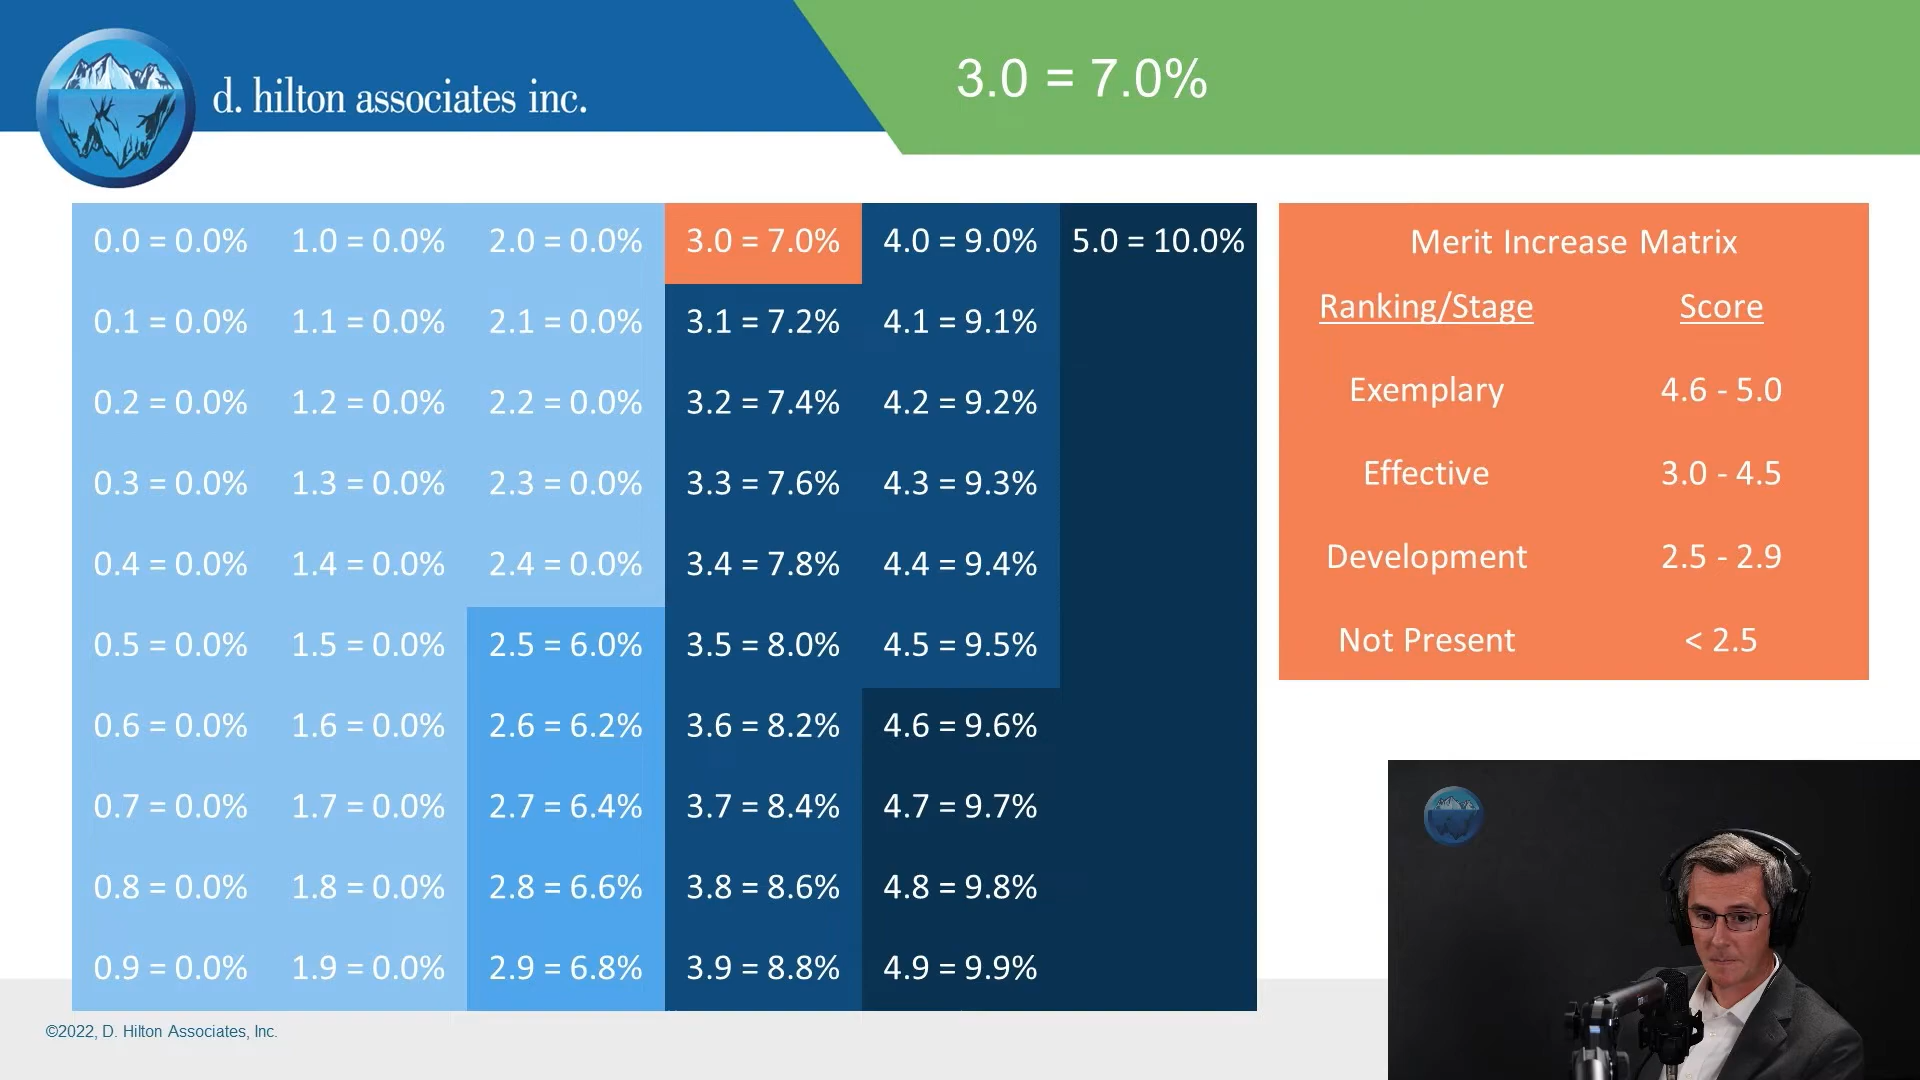 d. hilton associates inc.
3.0 = 7.0%
0.0 = 0.0% 1.0 = 0.0% 2.0 = 0.0% 3.0 = 7.0% 4.0 = 9.0% 5.0 = 10.0%
0.1 = 0.0% 1.1 = 0.0% 2.1 = 0.0% 3.1 = 7.2% 4.1 = 9.1%
0.2 = 0.0% 1.2 = 0.0% 2.2 = 0.0% 3.2 = 7.4% 4.2 = 9.2%
0.3 = 0.0% 1.3 = 0.0% 2.3 = 0.0% 3.3 = 7.6% 4.3 = 9.3%
0.4 = 0.0% 1.4 = 0.0% 2.4 = 0.0% 3.4 = 7.8% 4.4 = 9.4%
0.5 = 0.0% 1.5 = 0.0% 2.5 = 6.0% 3.5 = 8.0% 4.5 = 9.5%
0.6 = 0.0% 1.6 = 0.0% 2.6 = 6.2% 3.6 = 8.2% 4.6 = 9.6%
0.7 = 0.0% 1.7 = 0.0% 2.7 = 6.4% 3.7 = 8.4% 4.7 = 9.7%
0.8 = 0.0% 1.8 = 0.0% 2.8 = 6.6% 3.8 = 8.6% 4.8 = 9.8%
0.9 = 0.0% 1.9 = 0.0% 2.9 = 6.8% 3.9 = 8.8% 4.9 = 9.9%
Merit Increase Matrix
Ranking/Stage Score
Exemplary 4.6 - 5.0
Effective 3.0 - 4.5
Development 2.5 - 2.9
Not Present < 2.5
©2022, D. Hilton Associates, Inc.